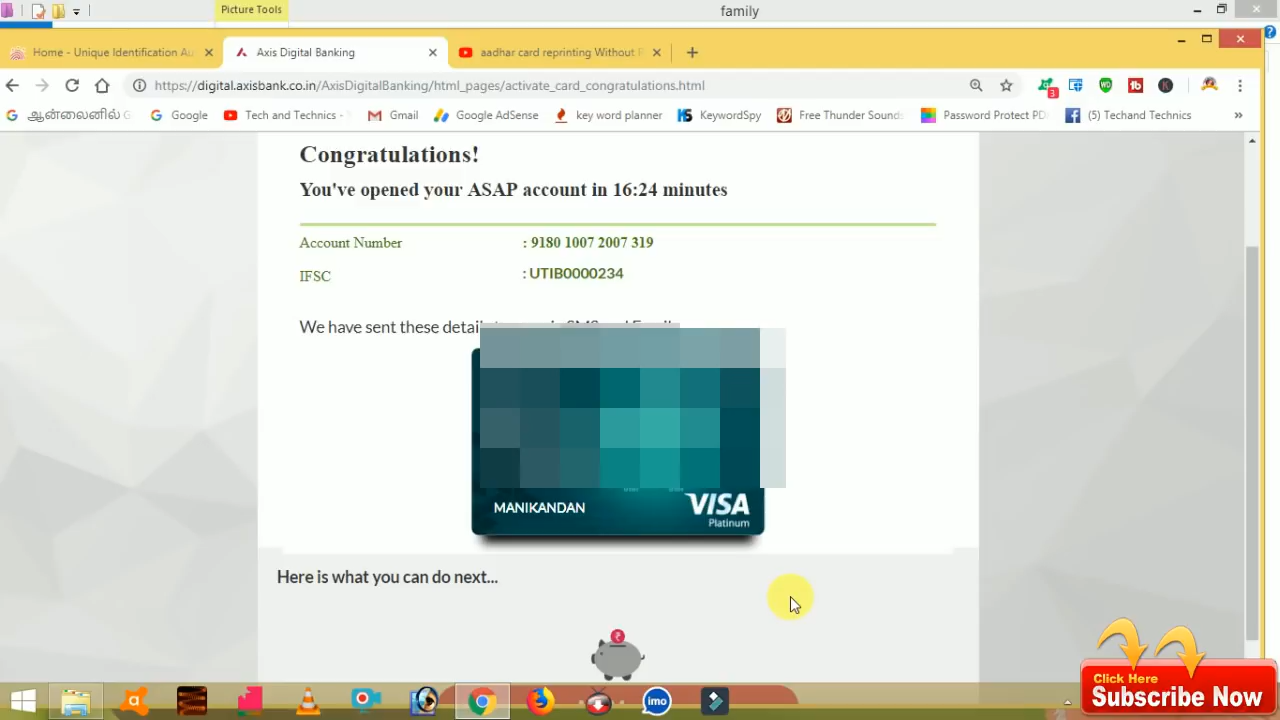 Picture Tools
family
Home - Unique Identification Au
Axis Digital Banking
aadhar card reprinting Without
https://digital.axisbank.co.in/AxisDigitalBanking/html_pages/activate_card_congratulations.html
3
ஆன்லைனில்
Google
Tech and Technics -
Gmail
Google AdSense
key word planner
KeywordSpy
Free Thunder Sound
Password Protect PD
(5) Techand Technics
»
Congratulations!
You've opened your ASAP account in 16:24 minutes
Account Number : 9180 1007 2007 319
IFSC : UTIB0000234
We have sent these
MANIKANDAN
VISA
Platinum
Here is what you can do next...
imo
Click Here
Subscribe Now